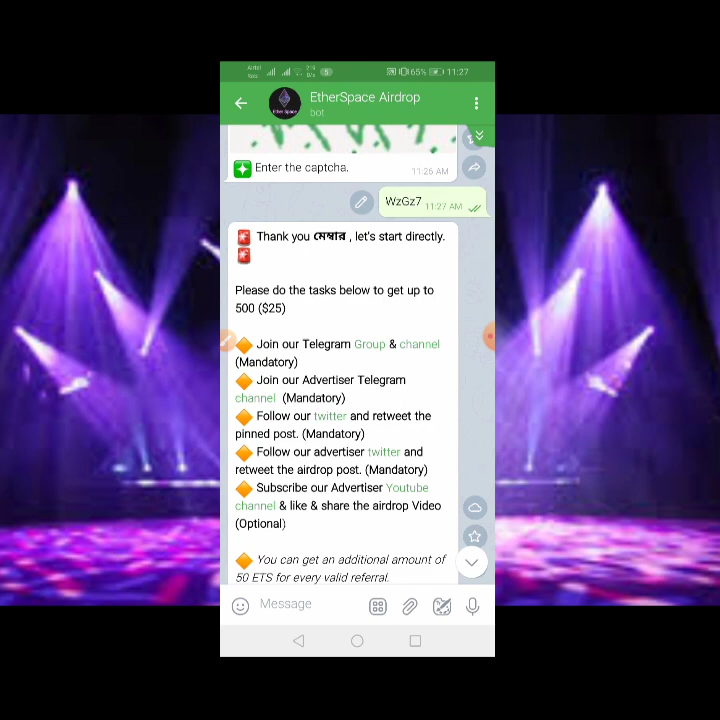 Airtel
65% 11:27
EtherSpace Airdrop
bot
Ether Space
Enter the captcha.
11:26 AM
WzGz7 11:27 AM
Thank you মেম্বার , let's start directly.
Please do the tasks below to get up to
500 ($25)
Join our Telegram Group & channel
(Mandatory)
Join our Advertiser Telegram
channel (Mandatory)
Follow our twitter and retweet the
pinned post. (Mandatory)
Follow our advertiser twitter and
retweet the airdrop post. (Mandatory)
Subscribe our Advertiser Youtube
channel & like & share the airdrop Video
(Optional)
You can get an additional amount of
50 ETS for every valid referral.
Message